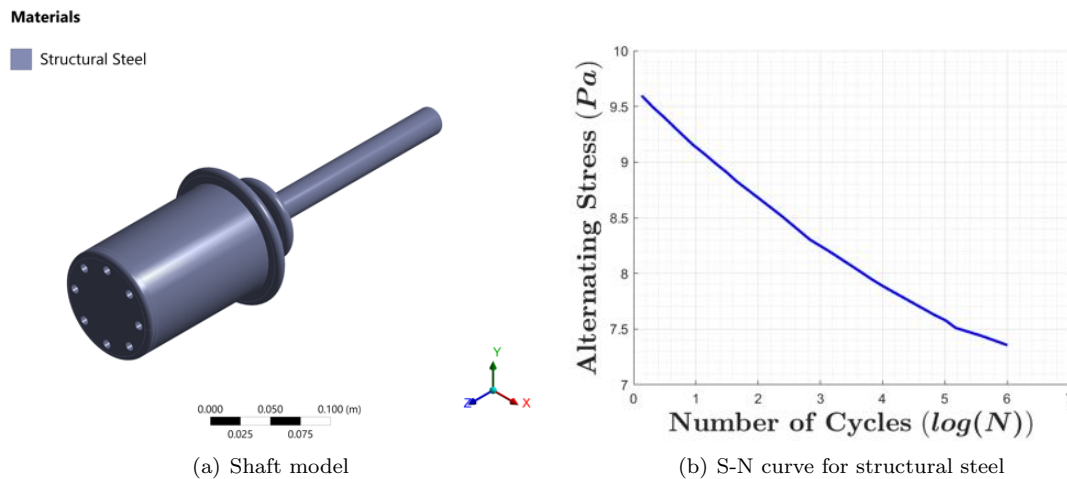 Materials
Structural Steel
Y
Z
X
0.000 0.050 0.100 (m)
0.025 0.075
(a) Shaft model
Alternating Stress (Pa)
10
9.5
9
8.5
8
7.5
7
0 1 2 3 4 5 6 7
Number of Cycles (log(N))
(b) S-N curve for structural steel